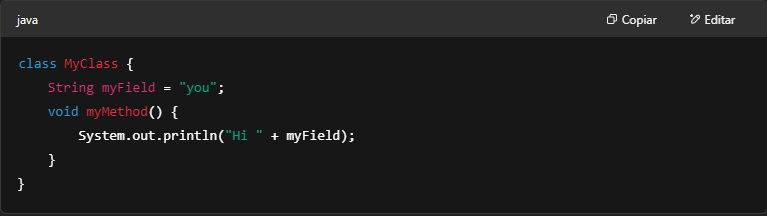 java Copiar Editar
class MyClass {
    String myField = "you";
    void myMethod() {
        System.out.println("Hi " + myField);
    }
}